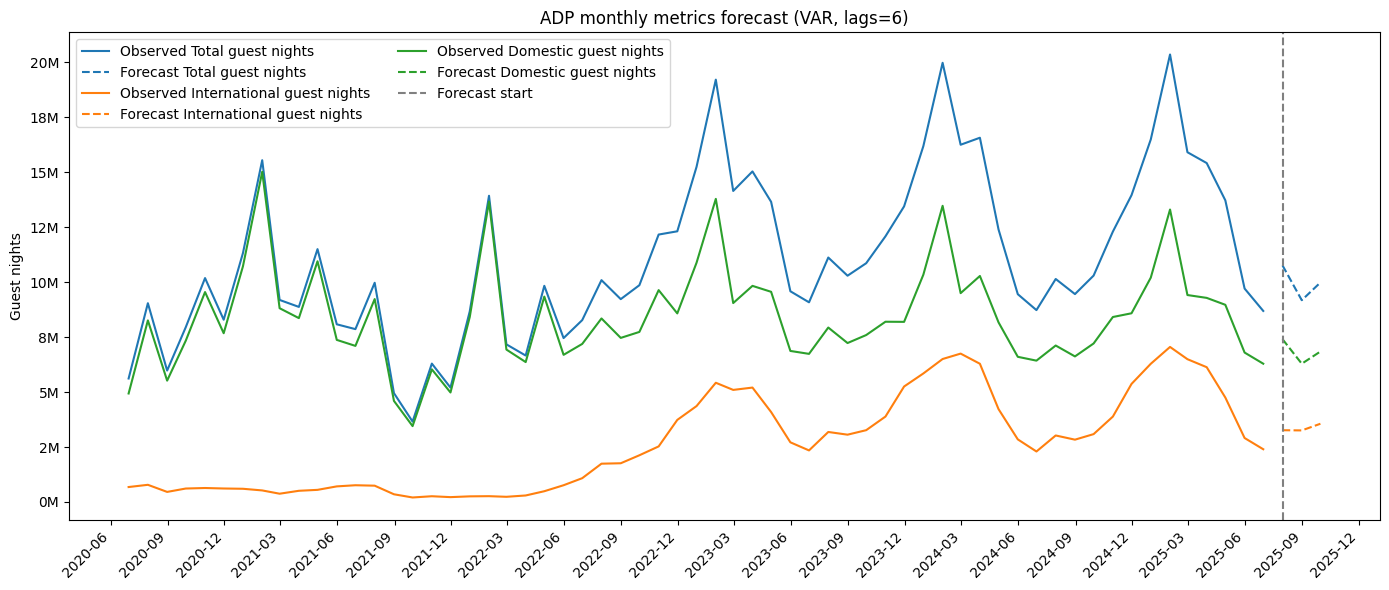 ADP monthly metrics forecast (VAR, lags=6)
Observed Total guest nights
Forecast Total guest nights
Observed International guest nights
Forecast International guest nights
Observed Domestic guest nights
Forecast Domestic guest nights
Forecast start
Guest nights
20M
18M
15M
12M
10M
8M
5M
2M
0M
2020-06
2020-09
2020-12
2021-03
2021-06
2021-09
2021-12
2022-03
2022-06
2022-09
2022-12
2023-03
2023-06
2023-09
2023-12
2024-03
2024-06
2024-09
2024-12
2025-03
2025-06
2025-09
2025-12